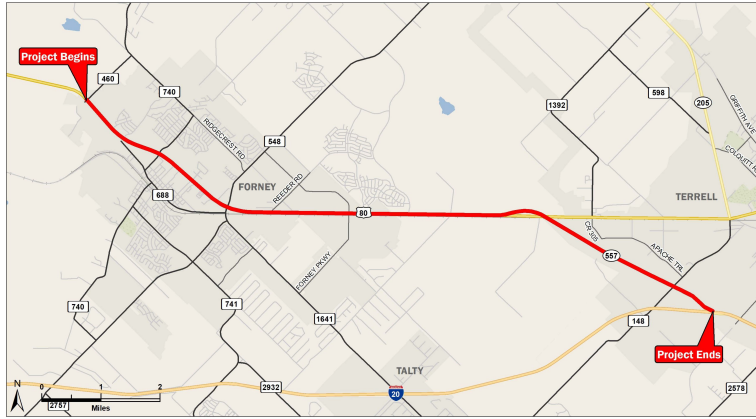 Project Begins
460
740
1392
598
205
GRIFFITH AVE
RIDGECREST RD
548
COLQUITT R
688
FORNEY
REEDER RD
TERRELL
80
CR 305
557
APACHE TRL
FORNEY PKWY
740
741
1641
148
Project Ends
TALTY
N
0 1 2
Miles
2757
2932
20
2578